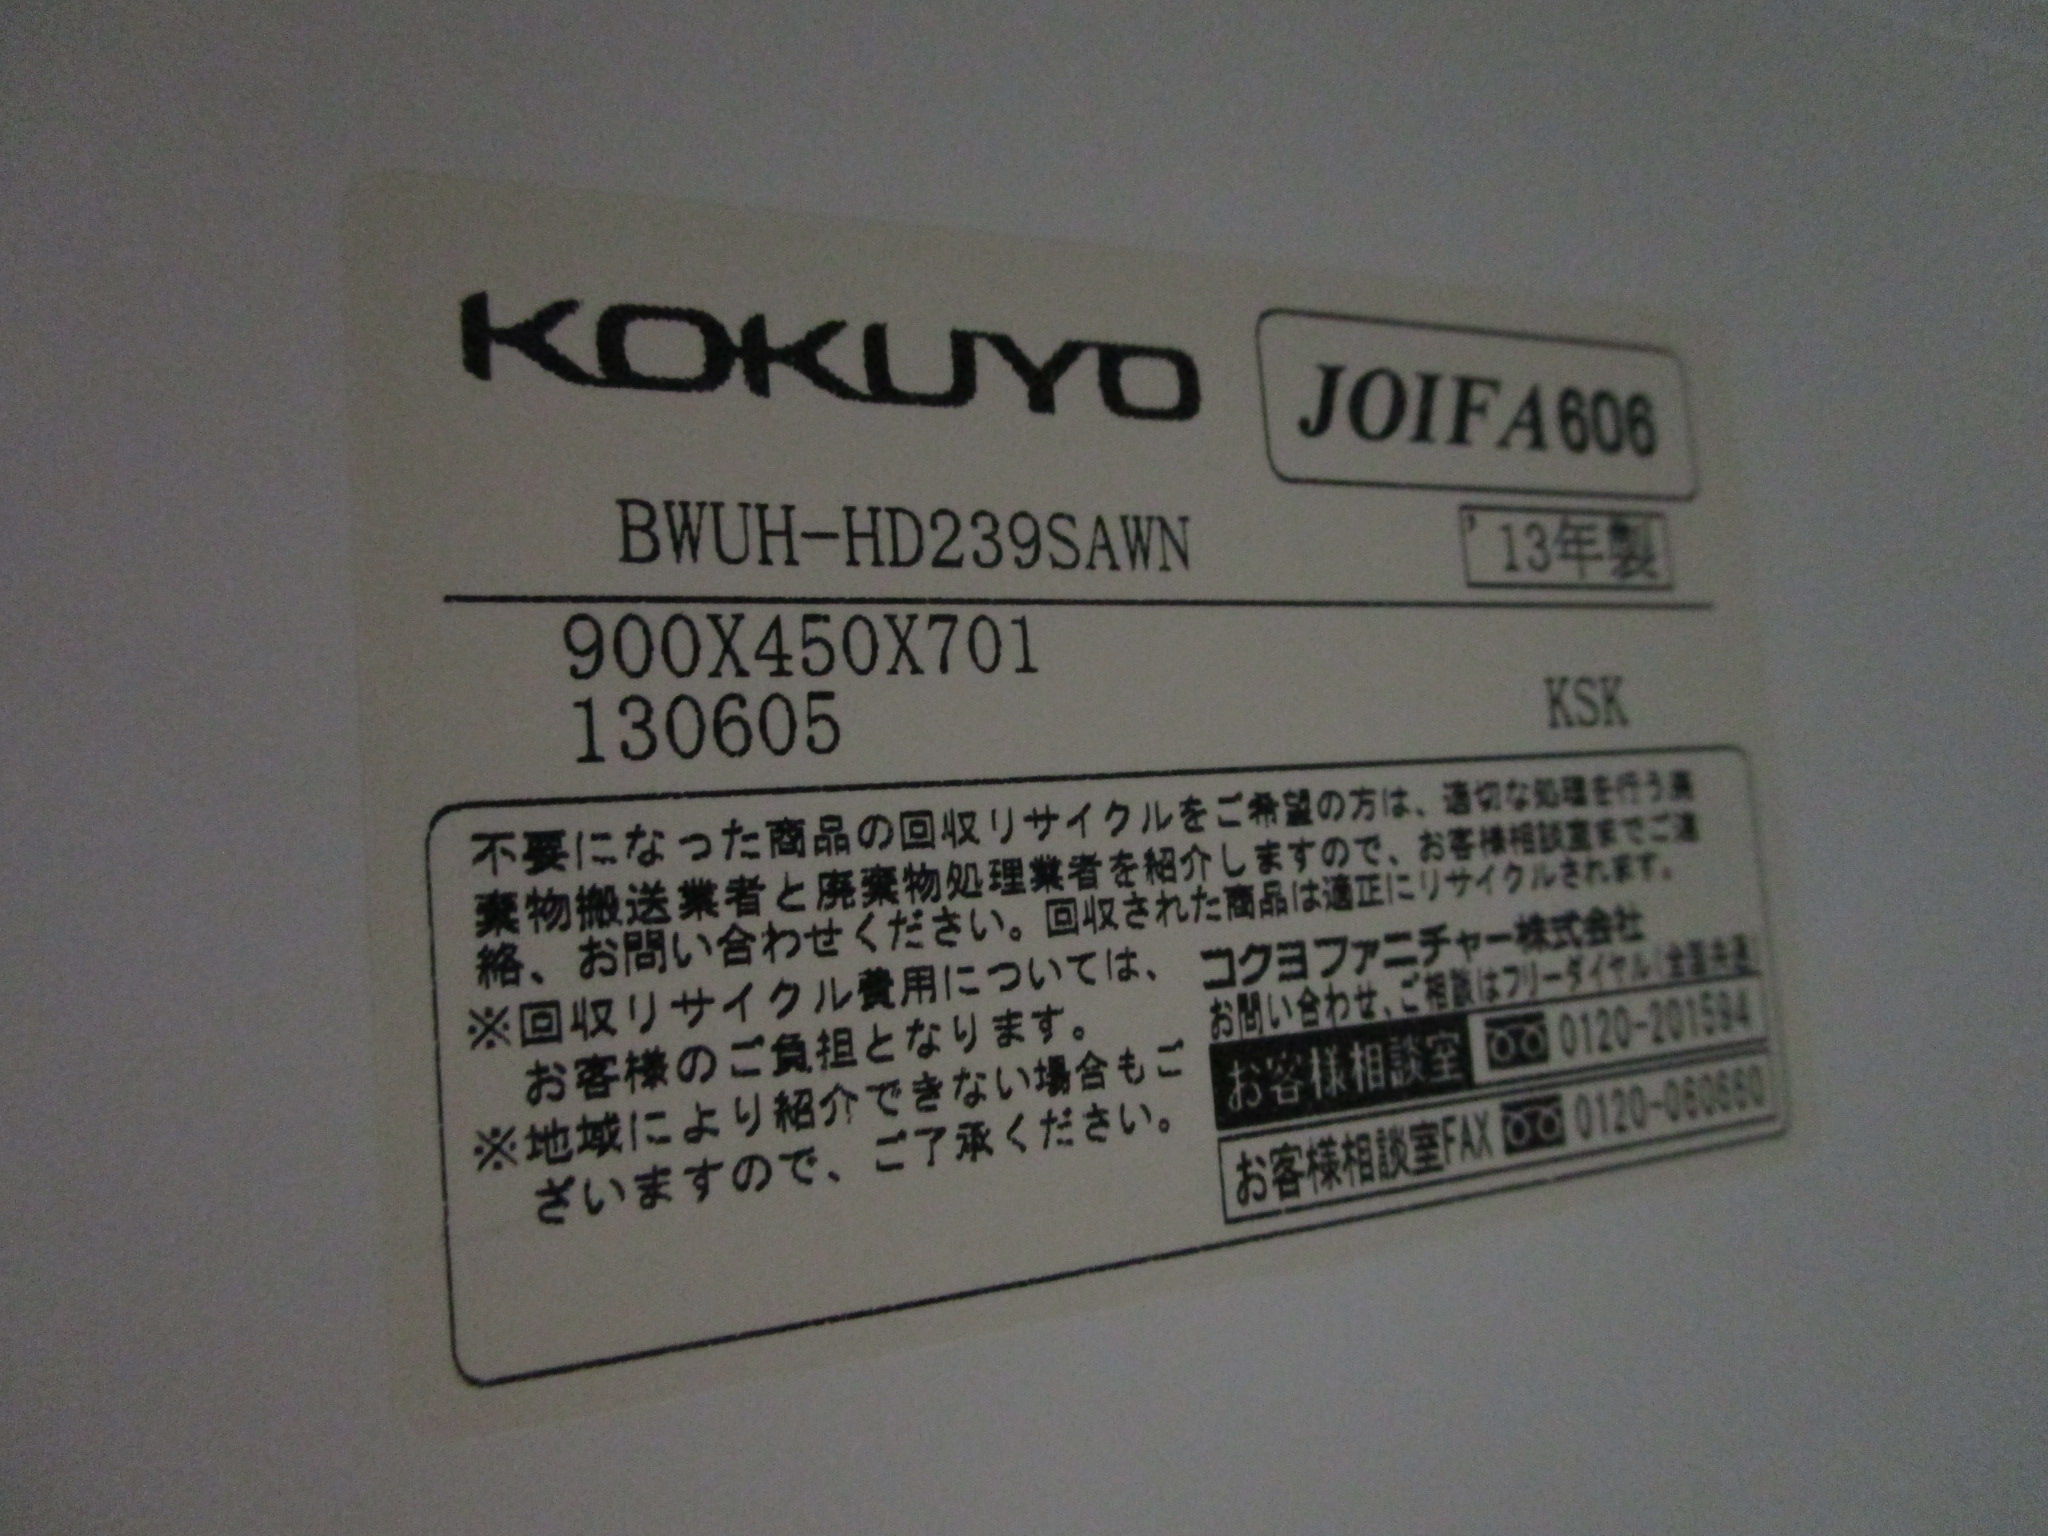 KOKUYO
JOIFA606
BWUH-HD239SAWN
'13年製
900X450X701
130605
KSK
不要になった商品の回収リサイクルをご希望の方は、適切な処理を行う廃
棄物搬送業者と廃棄物処理業者を紹介しますので、お客様相談室までご連
絡、お問い合わせください。回収された商品は適正にリサイクルされます。
※回収リサイクル費用については、
お客様のご負担となります。
※地域により紹介できない場合もご
ざいますので、ご了承ください。
コクヨファニチャー株式会社
お問い合わせ、ご相談はフリーダイヤル(全国共通)
お客様相談室 0120-201594
お客様相談室FAX 0120-060660